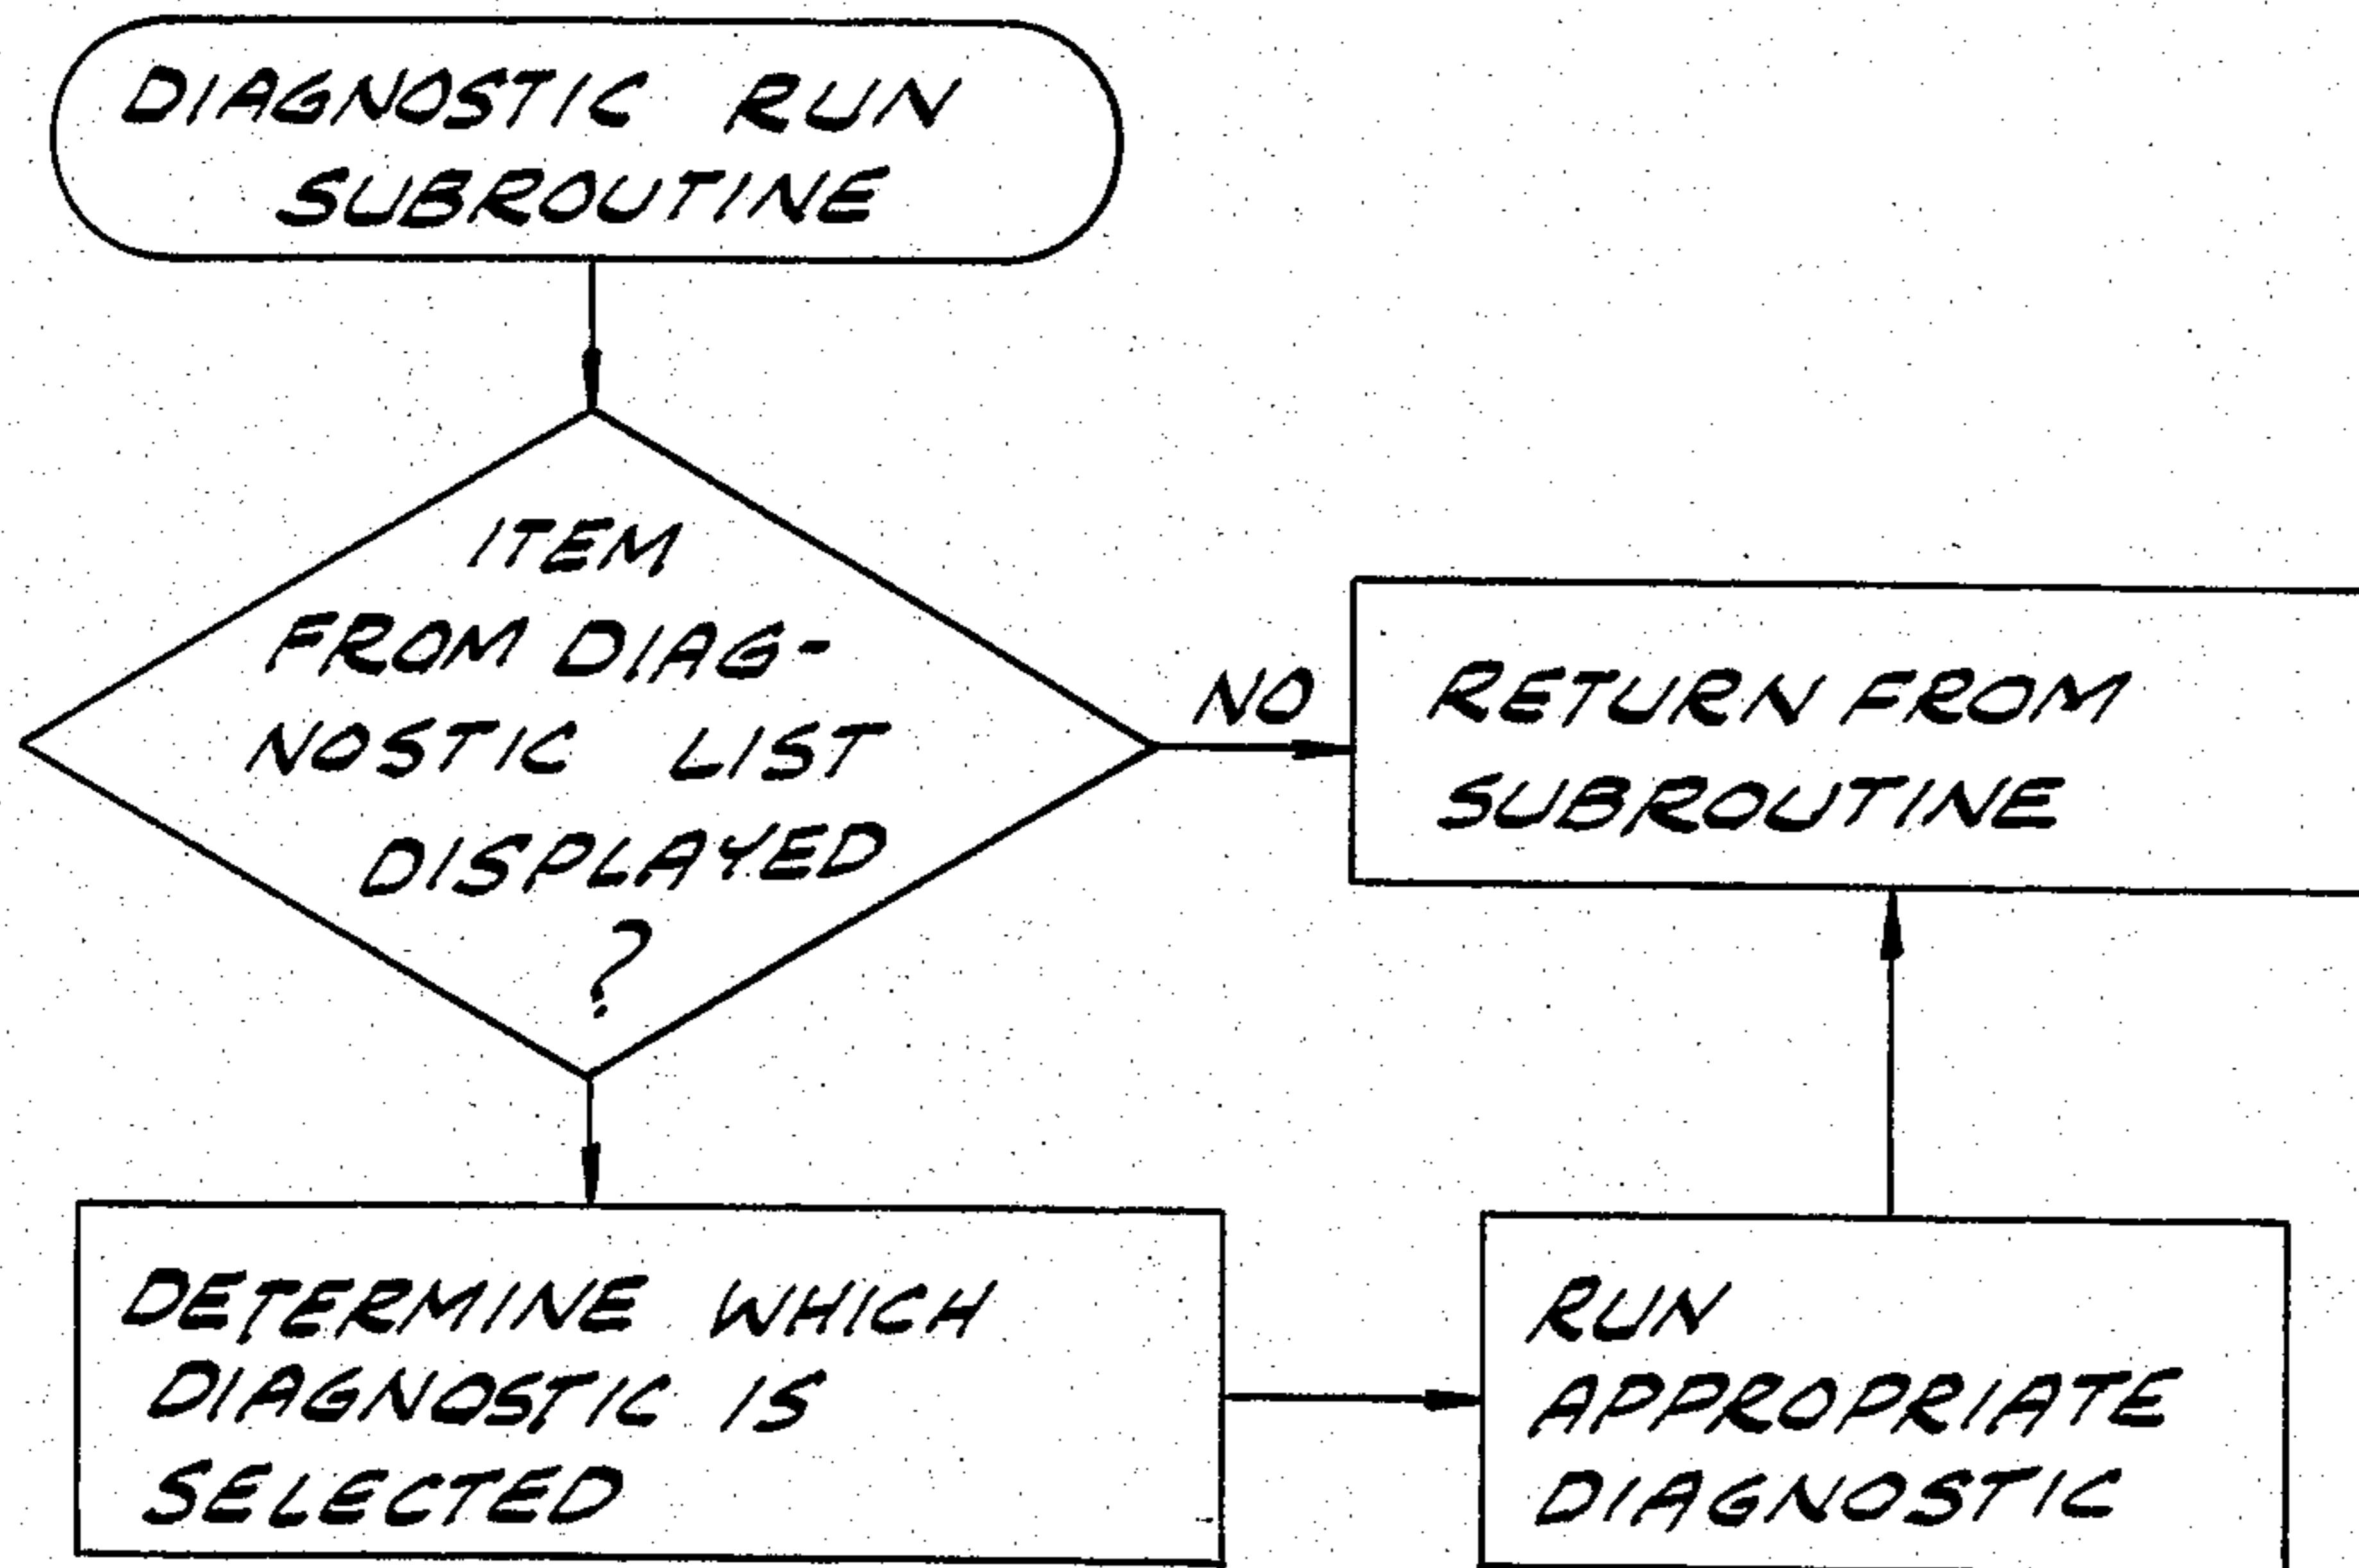 DIAGNOSTIC RUN
SUBROUTINE
ITEM
FROM DIAG-
NOSTIC LIST
DISPLAYED
?
NO
RETURN FROM
SUBROUTINE
DETERMINE WHICH
DIAGNOSTIC IS
SELECTED
RUN
APPROPRIATE
DIAGNOSTIC